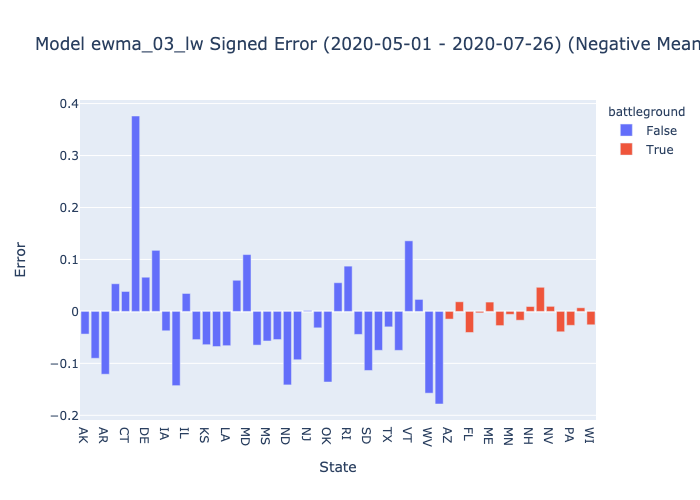 Model ewma_03_lw Signed Error (2020-05-01 - 2020-07-26) (Negative Mean
battleground
False
True
Error
0.4
0.3
0.2
0.1
0
−0.1
−0.2
AK
AR
CT
DE
IA
IL
KS
LA
MD
MS
ND
NJ
OK
RI
SD
TX
VT
WV
AZ
FL
ME
MN
NH
NV
PA
WI
State